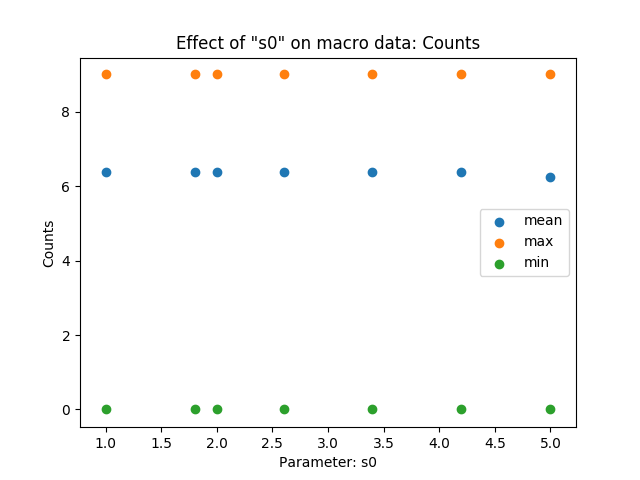 Effect of "s0" on macro data: Counts
Counts
8
6
4
2
0
mean
max
min
1.0 1.5 2.0 2.5 3.0 3.5 4.0 4.5 5.0
Parameter: s0